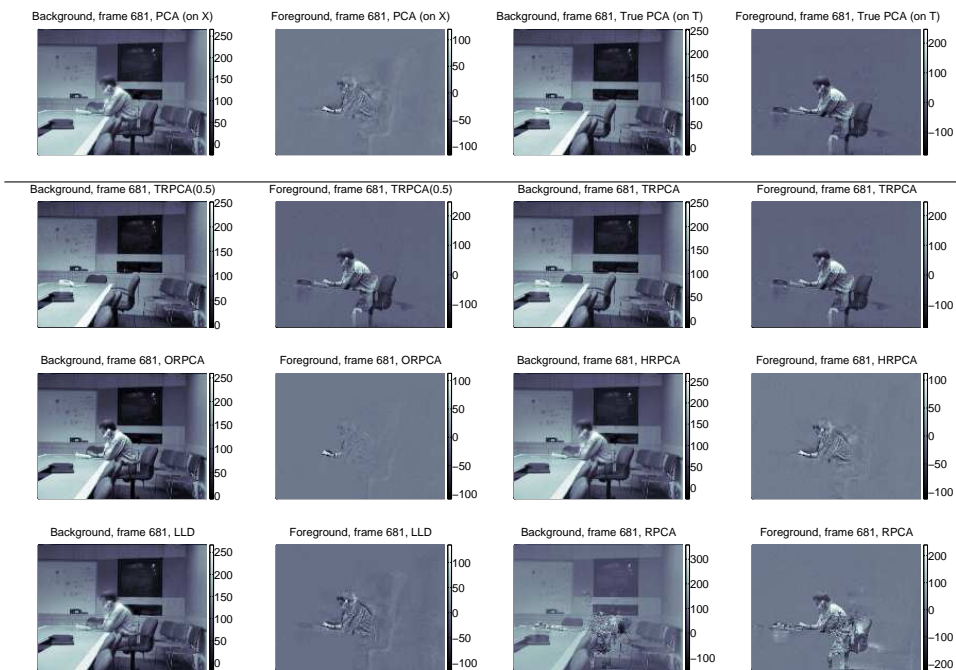 Background, frame 681, PCA (on X) Foreground, frame 681, PCA (on X) Background, frame 681, True PCA (on T) Foreground, frame 681, True PCA (on T)
250 200 150 100 50 0
100 50 0 −50 −100
250 200 150 100 50 0
200 100 0 −100
Background, frame 681, TRPCA(0.5) Foreground, frame 681, TRPCA(0.5) Background, frame 681, TRPCA Foreground, frame 681, TRPCA
250 200 150 100 50 0
200 100 0 −100
250 200 150 100 50 0
200 100 0 −100
Background, frame 681, ORPCA Foreground, frame 681, ORPCA Background, frame 681, HRPCA Foreground, frame 681, HRPCA
250 200 150 100 50 0
100 50 0 −50 −100
250 200 150 100 50 0
100 50 0 −50 −100
Background, frame 681, LLD Foreground, frame 681, LLD Background, frame 681, RPCA Foreground, frame 681, RPCA
250 200 150 100 50 0
100 50 0 −50 −100
300 200 100 0 −100
200 100 0 −100 −200